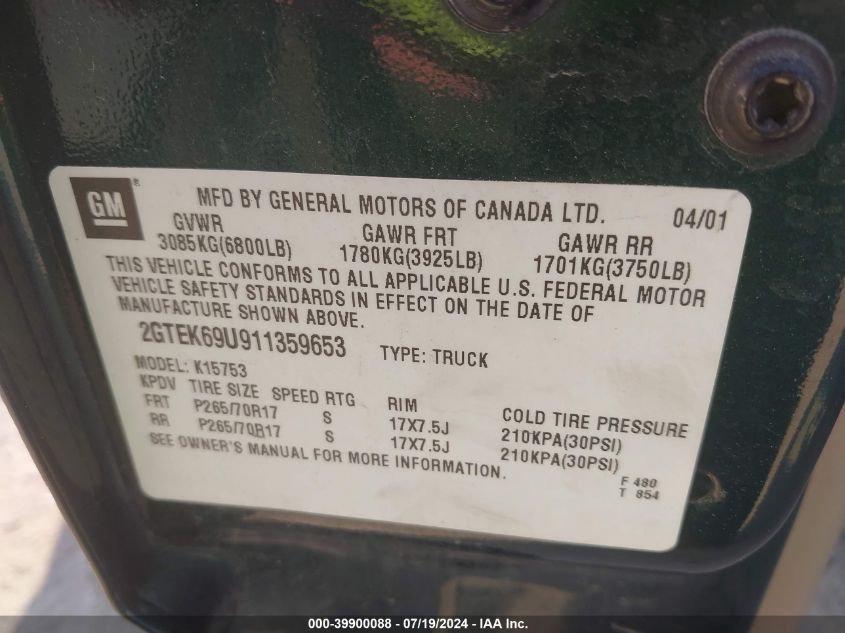 GM® MFD BY GENERAL MOTORS OF CANADA LTD. 04/01
GVWR GAWR FRT GAWR RR
3085KG(6800LB) 1780KG(3925LB) 1701KG(3750LB)
THIS VEHICLE CONFORMS TO ALL APPLICABLE U.S. FEDERAL MOTOR
VEHICLE SAFETY STANDARDS IN EFFECT ON THE DATE OF
MANUFACTURE SHOWN ABOVE.
2GTEK69U911359653 TYPE: TRUCK
MODEL: K15753
KPDV TIRE SIZE SPEED RTG RIM COLD TIRE PRESSURE
FRT P265/70R17 S 17X7.5J 210KPA(30PSI)
RR P265/70R17 S 17X7.5J 210KPA(30PSI)
SEE OWNER'S MANUAL FOR MORE INFORMATION.
F 480
T 854
000-39900088 - 07/19/2024 - IAA Inc.